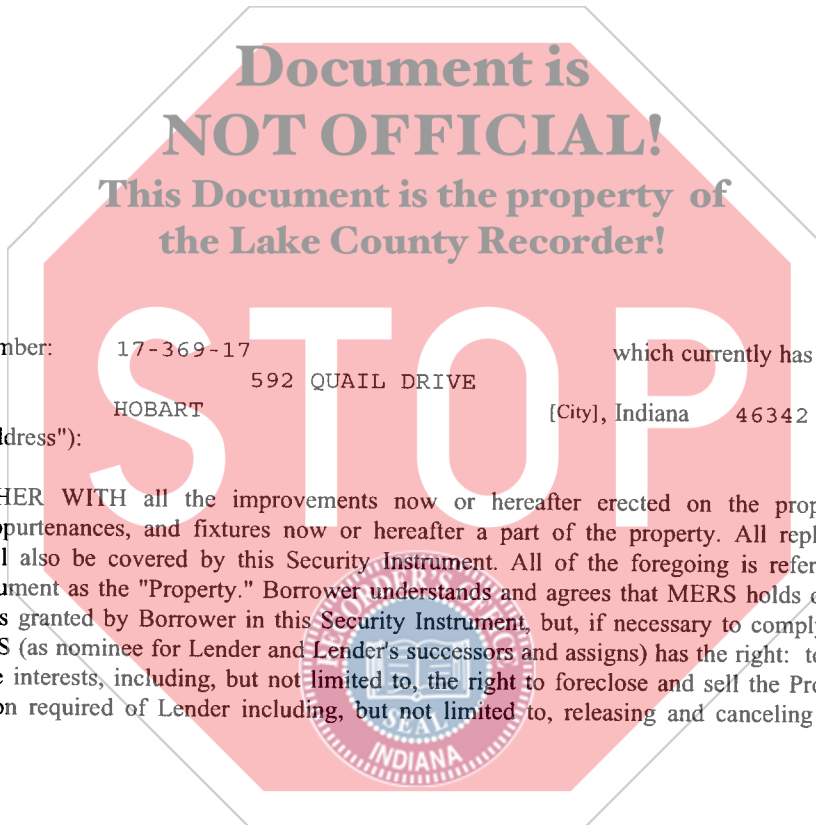 Document is
NOT OFFICIAL!
This Document is the property of
the Lake County Recorder!
STOP
mber: 17-369-17 which currently has
592 QUAIL DRIVE
HOBART [City], Indiana 46342
ddress"):
HER WITH all the improvements now or hereafter erected on the prop
ppurtenances, and fixtures now or hereafter a part of the property. All repl
l also be covered by this Security Instrument. All of the foregoing is refer
ument as the "Property." Borrower understands and agrees that MERS holds o
s granted by Borrower in this Security Instrument, but, if necessary to comply
S (as nominee for Lender and Lender's successors and assigns) has the right: t
e interests, including, but not limited to, the right to foreclose and sell the Pro
on required of Lender including, but not limited to, releasing and canceling
RECORDER'S OFFICE
SEAL
INDIANA